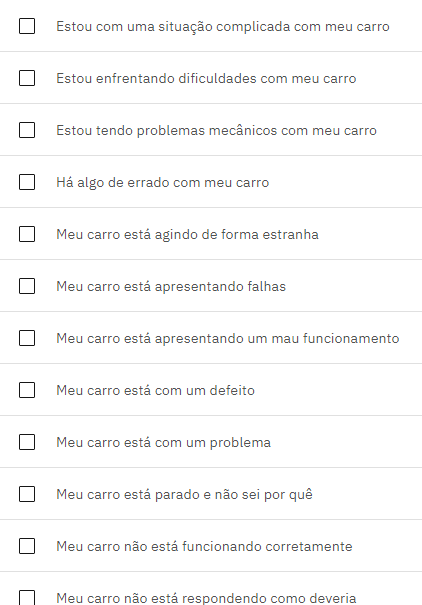 Estou com uma situação complicada com meu carro
Estou enfrentando dificuldades com meu carro
Estou tendo problemas mecânicos com meu carro
Há algo de errado com meu carro
Meu carro está agindo de forma estranha
Meu carro está apresentando falhas
Meu carro está apresentando um mau funcionamento
Meu carro está com um defeito
Meu carro está com um problema
Meu carro está parado e não sei por quê
Meu carro não está funcionando corretamente
Meu carro não está respondendo como deveria